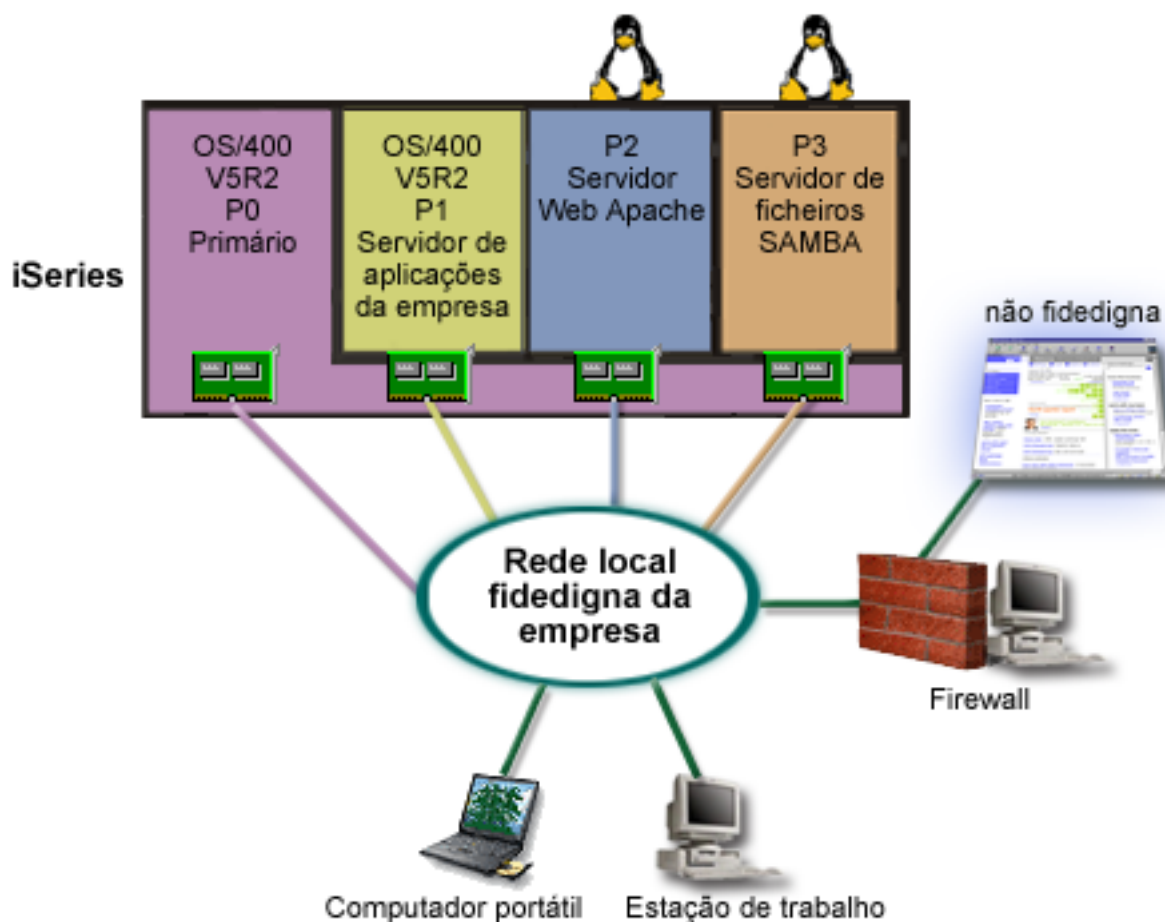 OS/400
V5R2
P0
Primário
OS/400
V5R2
P1
Servidor de
aplicações
da empresa
P2
Servidor
Web Apache
P3
Servidor de
ficheiros
SAMBA
iSeries
não fidedigna
Rede local
fidedigna da
empresa
Firewall
Computador portátil
Estação de trabalho